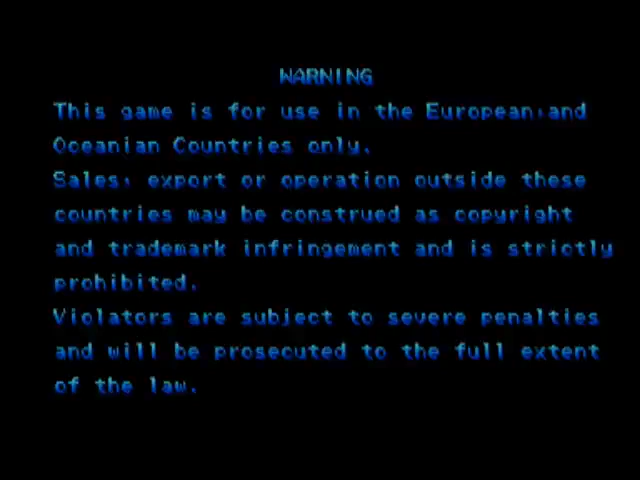 WARNING
This game is for use in the European,and
Oceanian Countries only.
Sales, export or operation outside these
countries may be construed as copyright
and trademark infringement and is strictly
prohibited.
Violators are subject to severe penalties
and will be prosecuted to the full extent
of the law.